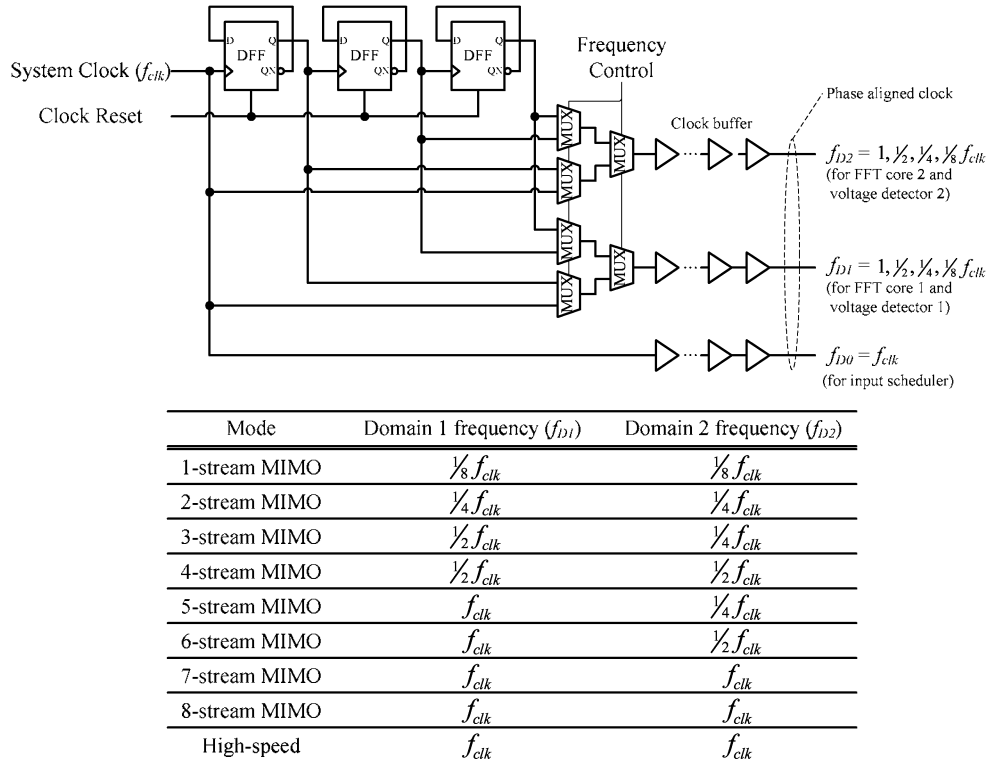 D Q DFF QN
D Q DFF QN
D Q DFF QN
System Clock (fclk)
Clock Reset
Frequency
Control
MUX
MUX
MUX
MUX
MUX
MUX
Clock buffer
Phase aligned clock
fD2 = 1, 1/2, 1/4, 1/8 fclk
(for FFT core 2 and
voltage detector 2)
fD1 = 1, 1/2, 1/4, 1/8 fclk
(for FFT core 1 and
voltage detector 1)
fD0 = fclk
(for input scheduler)
Mode Domain 1 frequency (fD1) Domain 2 frequency (fD2)
1-stream MIMO 1/8 fclk 1/8 fclk
2-stream MIMO 1/4 fclk 1/4 fclk
3-stream MIMO 1/2 fclk 1/4 fclk
4-stream MIMO 1/2 fclk 1/2 fclk
5-stream MIMO fclk 1/4 fclk
6-stream MIMO fclk 1/2 fclk
7-stream MIMO fclk fclk
8-stream MIMO fclk fclk
High-speed fclk fclk